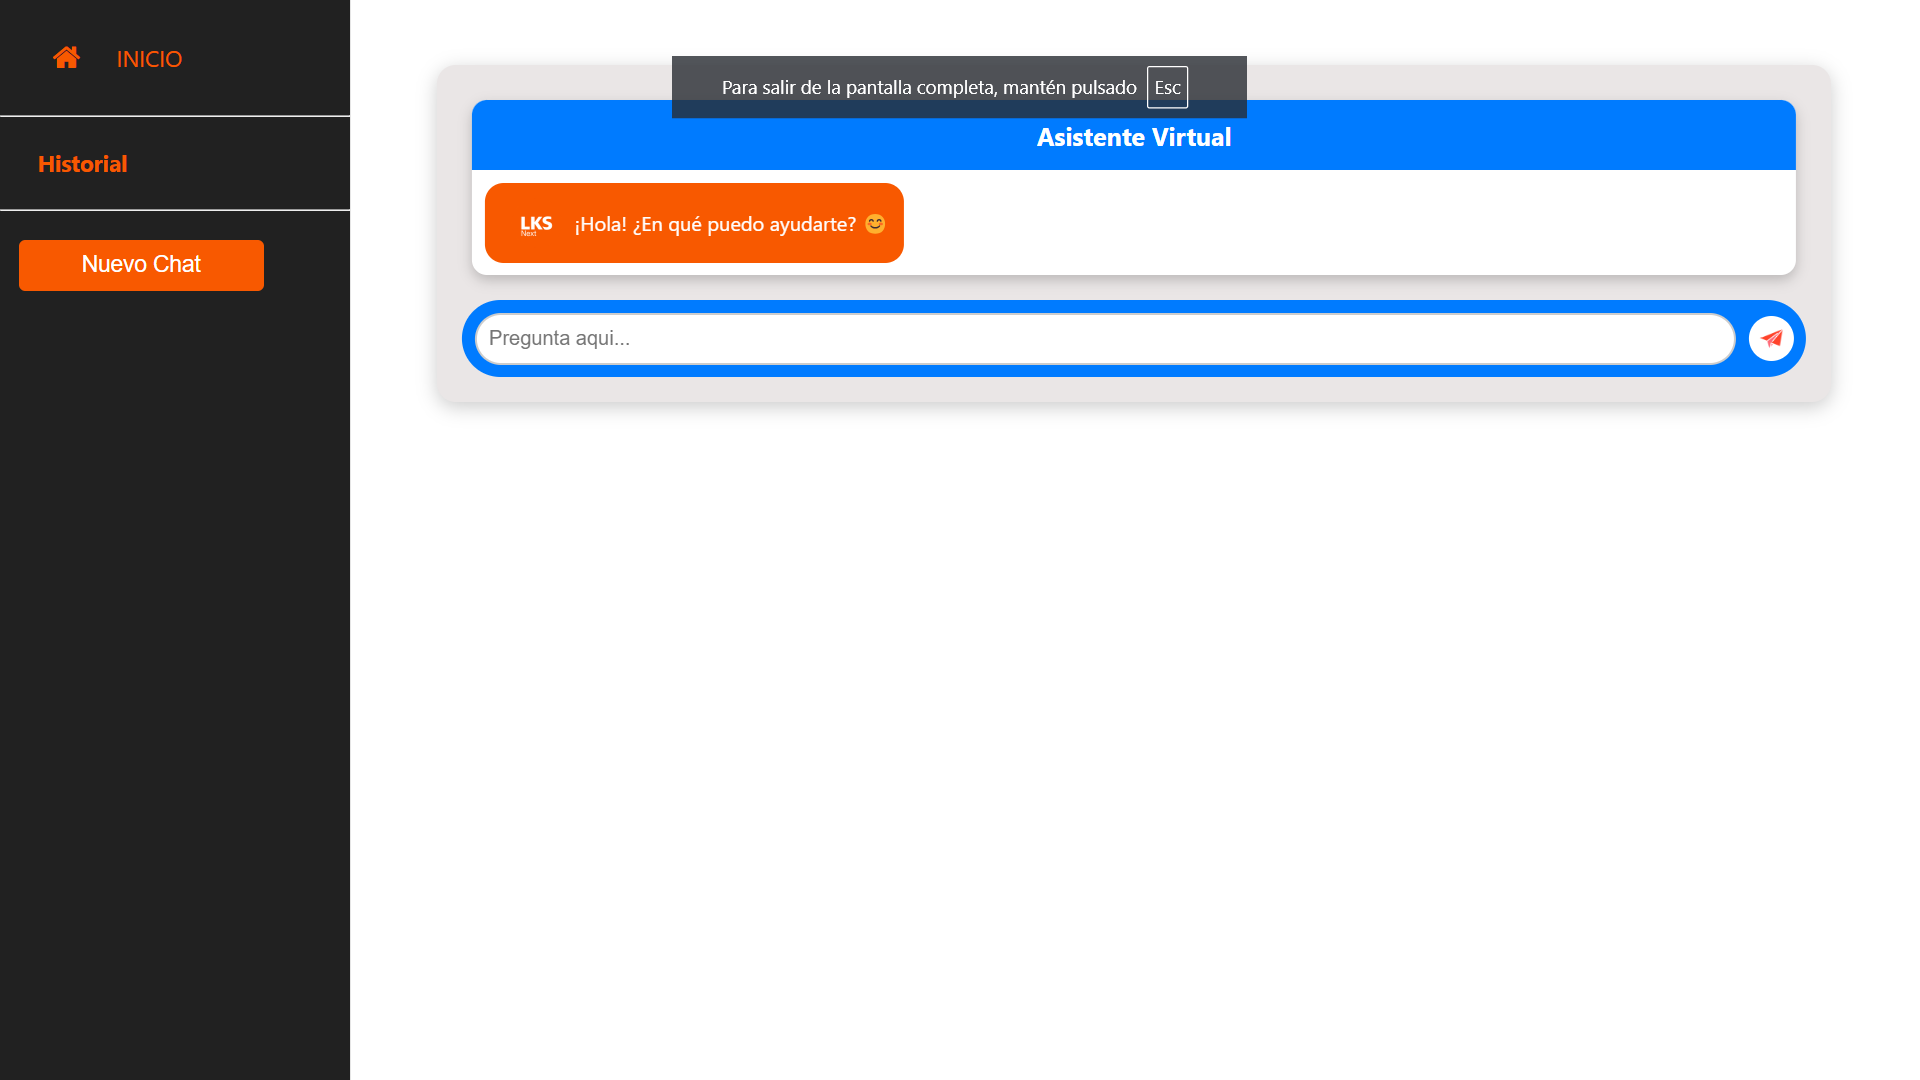 INICIO
Historial
Nuevo Chat
Para salir de la pantalla completa, mantén pulsado Esc
Asistente Virtual
LKS
Next
¡Hola! ¿En qué puedo ayudarte? 😊
Pregunta aqui...